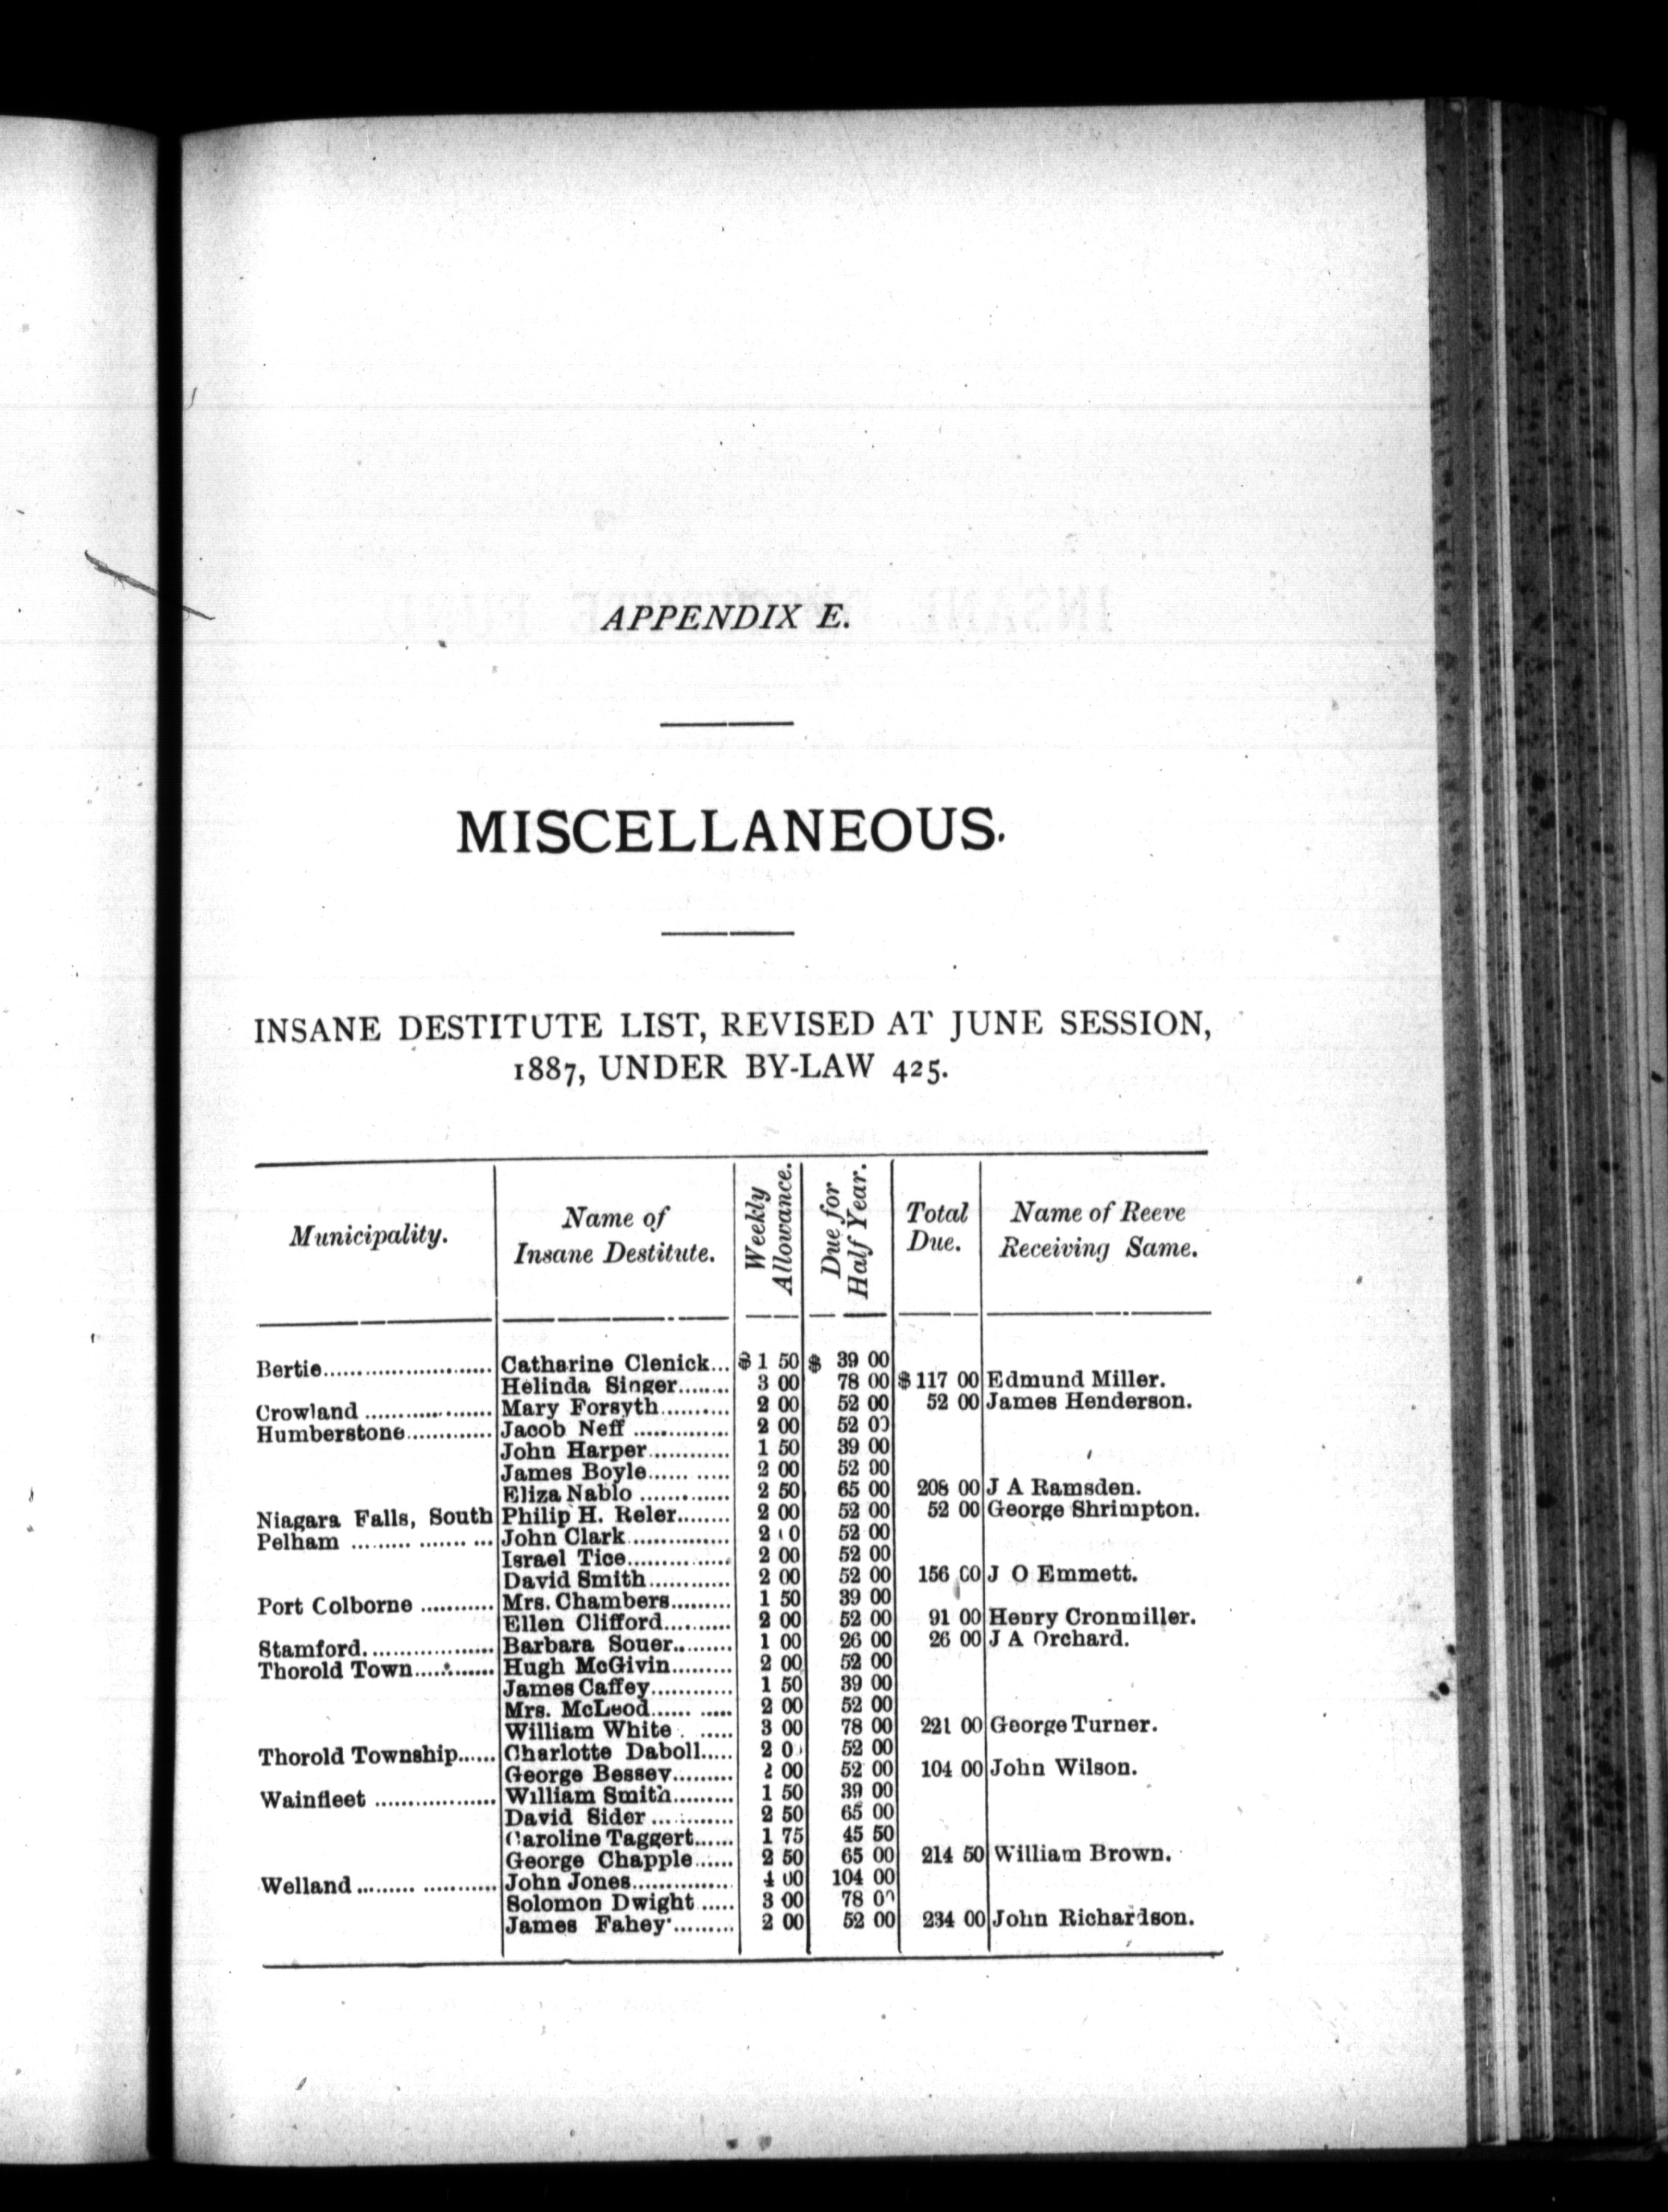 APPENDIX E.
MISCELLANEOUS.
INSANE DESTITUTE LIST, REVISED AT JUNE SESSION,
1887, UNDER BY-LAW 425.
Municipality. Name of Insane Destitute. Weekly Allowance. Due for Half Year. Total Due. Name of Reeve Receiving Same.
Bertie Catharine Clenick $ 1 50 $ 39 00
Helinda Singer 3 00 78 00 $ 117 00 Edmund Miller.
Crowland Mary Forsyth 2 00 52 00 52 00 James Henderson.
Humberstone Jacob Neff 2 00 52 00
John Harper 1 50 39 00
James Boyle 2 00 52 00
Eliza Nablo 2 50 65 00 208 00 J A Ramsden.
Niagara Falls, South Philip H. Reler 2 00 52 00 52 00 George Shrimpton.
Pelham John Clark 2 00 52 00
Israel Tice 2 00 52 00
David Smith 2 00 52 00 156 00 J O Emmett.
Port Colborne Mrs. Chambers 1 50 39 00
Ellen Clifford 2 00 52 00 91 00 Henry Cronmiller.
Stamford. Barbara Souer 1 00 26 00 26 00 J A Orchard.
Thorold Town Hugh McGivin 2 00 52 00
James Caffey 1 50 39 00
Mrs. McLeod 2 00 52 00
William White 3 00 78 00 221 00 George Turner.
Thorold Township Charlotte Daboll 2 00 52 00
George Bessey 2 00 52 00 104 00 John Wilson.
Wainfleet William Smith 1 50 39 00
David Sider 2 50 65 00
Caroline Taggert 1 75 45 50
George Chapple 2 50 65 00 214 50 William Brown.
Welland John Jones 4 00 104 00
Solomon Dwight 3 00 78 00
James Fahey 2 00 52 00 234 00 John Richardson.